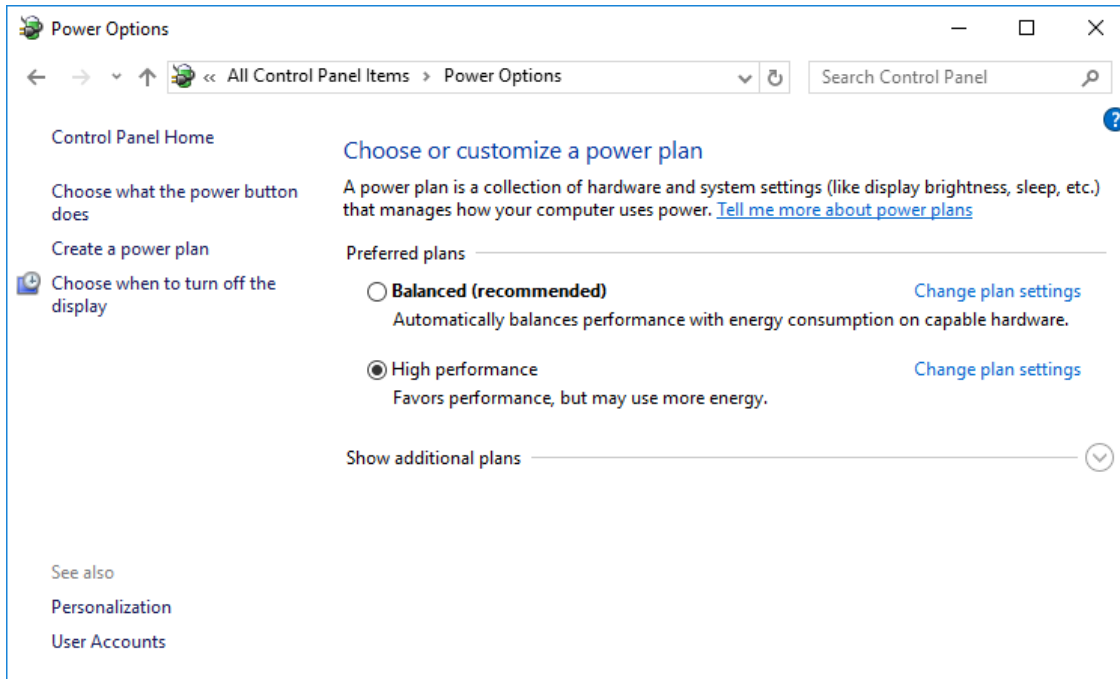 Power Options
« All Control Panel Items › Power Options
Search Control Panel
?
Control Panel Home
Choose what the power button
does
Create a power plan
Choose when to turn off the
display
Choose or customize a power plan
A power plan is a collection of hardware and system settings (like display brightness, sleep, etc.)
that manages how your computer uses power. Tell me more about power plans
Preferred plans
Balanced (recommended) Change plan settings
Automatically balances performance with energy consumption on capable hardware.
High performance Change plan settings
Favors performance, but may use more energy.
Show additional plans
See also
Personalization
User Accounts